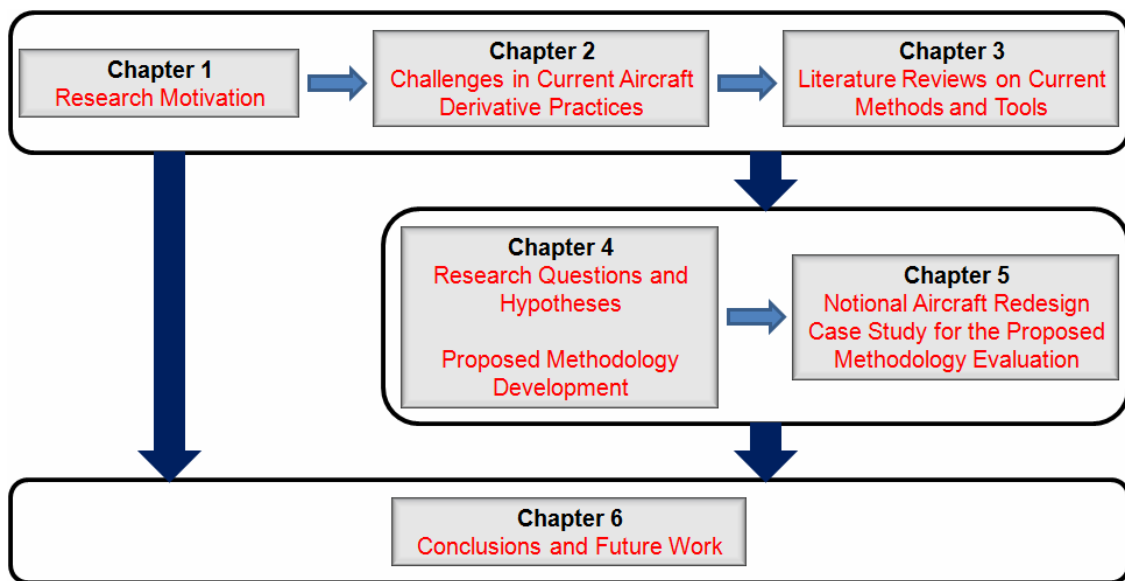 Chapter 1
Research Motivation
Chapter 2
Challenges in Current Aircraft
Derivative Practices
Chapter 3
Literature Reviews on Current
Methods and Tools
Chapter 4
Research Questions and
Hypotheses
Proposed Methodology
Development
Chapter 5
Notional Aircraft Redesign
Case Study for the Proposed
Methodology Evaluation
Chapter 6
Conclusions and Future Work